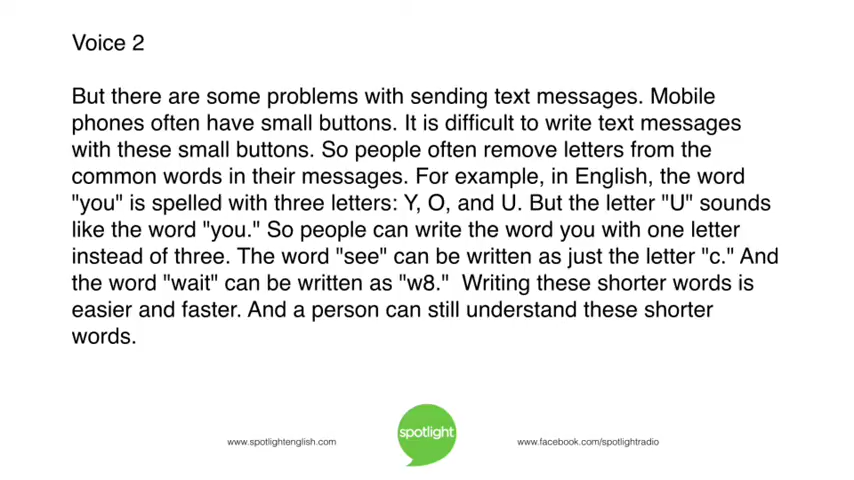 Voice 2
But there are some problems with sending text messages. Mobile
phones often have small buttons. It is difficult to write text messages
with these small buttons. So people often remove letters from the
common words in their messages. For example, in English, the word
"you" is spelled with three letters: Y, O, and U. But the letter "U" sounds
like the word "you." So people can write the word you with one letter
instead of three. The word "see" can be written as just the letter "c." And
the word "wait" can be written as "w8."  Writing these shorter words is
easier and faster. And a person can still understand these shorter
words.
www.spotlightenglish.com
spotlight
www.facebook.com/spotlightradio